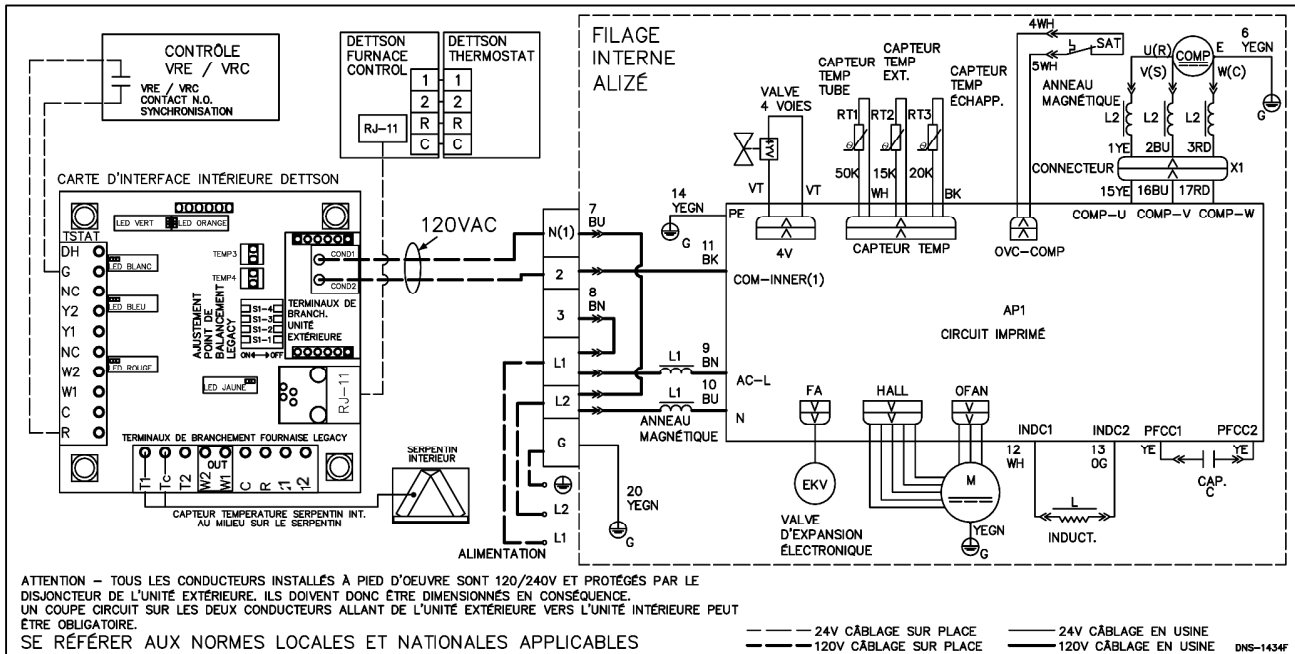 CONTRÔLE
VRE / VRC
VRE / VRC
CONTACT N.O.
SYNCHRONISATION
DETTSON
FURNACE
CONTROL
DETTSON
THERMOSTAT
1 1
2 2
R R
C C
RJ-11
FILAGE
INTERNE
ALIZÉ
VALVE
4 VOIES
CAPTEUR
TEMP
TUBE
CAPTEUR
TEMP
EXT.
CAPTEUR
TEMP
ÉCHAPP.
RT1 RT2 RT3
50K 15K 20K
WH
BK
VT VT
4WH
5WH
SAT
U(R)
V(S)
COMP
E
W(C)
6
YEGN
G
ANNEAU
MAGNÉTIQUE
L2 L2 L2
1YE 2BU 3RD
CONNECTEUR
X1
15YE 16BU 17RD
COMP-U COMP-V COMP-W
CARTE D'INTERFACE INTÉRIEURE DETTSON
LED VERT
LED ORANGE
TSTAT
DH
G
NC
Y2
Y1
NC
W2
W1
C
R
LED BLANC
LED BLEU
LED ROUGE
LED JAUNE
TEMP3
TEMP4
AJUSTEMENT
POINT DE
BALANCEMENT
LEGACY
S1-4
S1-3
S1-2
S1-1
ON OFF
COND1
COND2
TERMINAUX DE
BRANCH.
UNITÉ
EXTÉRIEURE
RJ-11
TERMINAUX DE BRANCHEMENT FOURNAISE LEGACY
T1 Tc T2 W2 W1 C R
OUT
CAPTEUR TEMPERATURE SERPENTIN INT.
AU MILIEU SUR LE SERPENTIN
SERPENTIN
INTERIEUR
120VAC
N(1)
2
3
L1
L2
G
7
BU
8
BN
9
BN
10
BU
11
BK
14
YEGN
G
20
YEGN
G
L1
L1
ANNEAU
MAGNÉTIQUE
L2
L1
ALIMENTATION
PE
4V
CAPTEUR TEMP
OVC-COMP
COM-INNER(1)
AP1
CIRCUIT IMPRIMÉ
AC-L
N
FA HALL OFAN
INDC1 INDC2 PFCC1 PFCC2
12
WH
13
OG
YE YE
CAP.
C
L
INDUCT.
EKV
M
YEGN
G
VALVE
D'EXPANSION
ÉLECTRONIQUE
ATTENTION – TOUS LES CONDUCTEURS INSTALLÉS À PIED D'OEUVRE SONT 120/240V ET PROTÉGÉS PAR LE
DISJONCTEUR DE L'UNITÉ EXTÉRIEURE. ILS DOIVENT DONC ÊTRE DIMENSIONNÉS EN CONSÉQUENCE.
UN COUPE CIRCUIT SUR LES DEUX CONDUCTEURS ALLANT DE L'UNITÉ EXTÉRIEURE VERS L'UNITÉ INTÉRIEURE PEUT
ÊTRE OBLIGATOIRE.
SE RÉFÉRER AUX NORMES LOCALES ET NATIONALES APPLICABLES
24V CÂBLAGE SUR PLACE
120V CÂBLAGE SUR PLACE
24V CÂBLAGE EN USINE
120V CÂBLAGE EN USINE
DNS-1434F